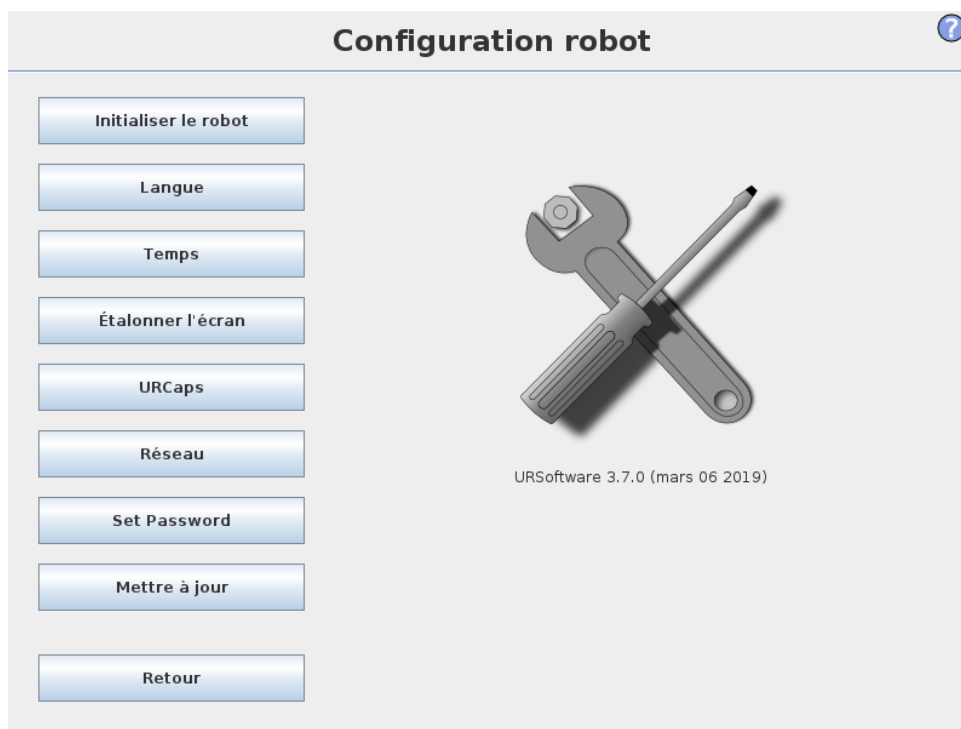 Configuration robot
?
Initialiser le robot
Langue
Temps
Étalonner l'écran
URCaps
Réseau
Set Password
Mettre à jour
Retour
URSoftware 3.7.0 (mars 06 2019)